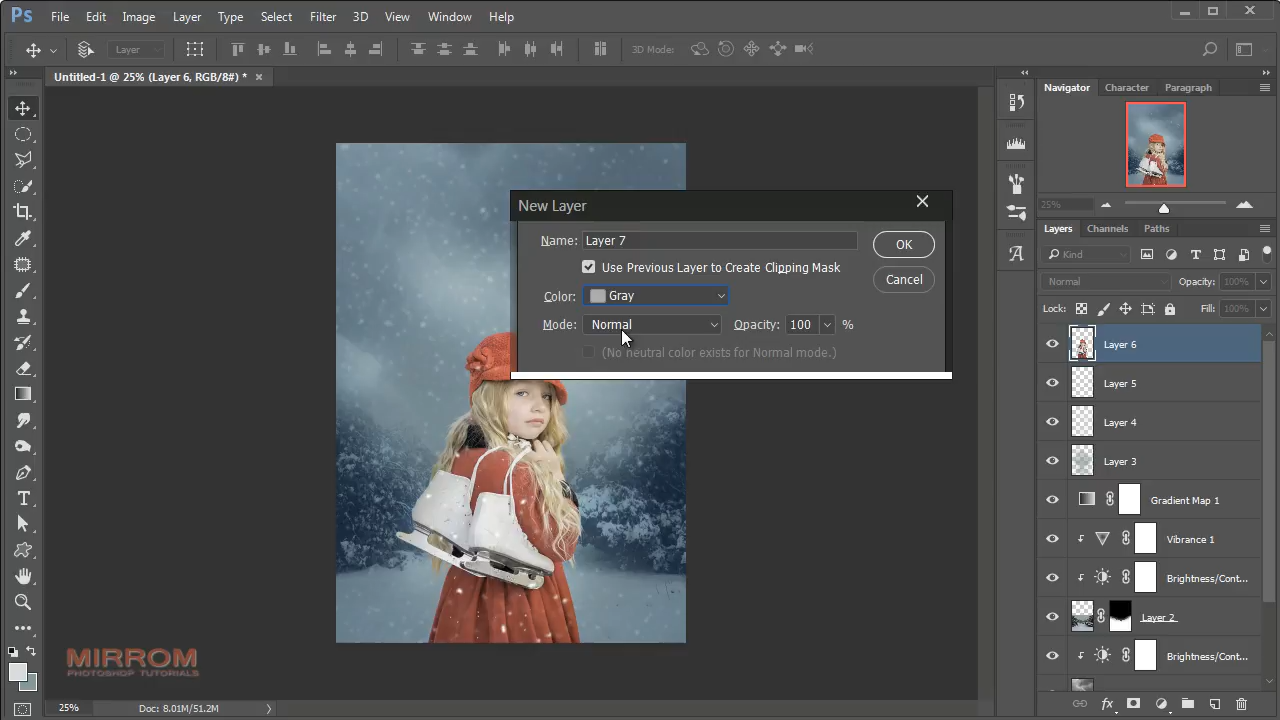 Ps File Edit Image Layer Type Select Filter 3D View Window Help
Layer 3D Mode:
Untitled-1 @ 25% (Layer 6, RGB/8#) * ×
Navigator Character Paragraph
25%
Layers Channels Paths
Kind
Normal Opacity: 100%
Lock: Fill: 100%
Layer 6
Layer 5
Layer 4
Layer 3
Gradient Map 1
Vibrance 1
Brightness/Cont...
Layer 2
Brightness/Cont...
New Layer
Name: Layer 7 OK
Use Previous Layer to Create Clipping Mask
Cancel
Color: Gray
Mode: Normal Opacity: 100 %
(No neutral color exists for Normal mode.)
MIRROM
PHOTOSHOP TUTORIALS
25% Doc: 8.01M/51.2M
fx